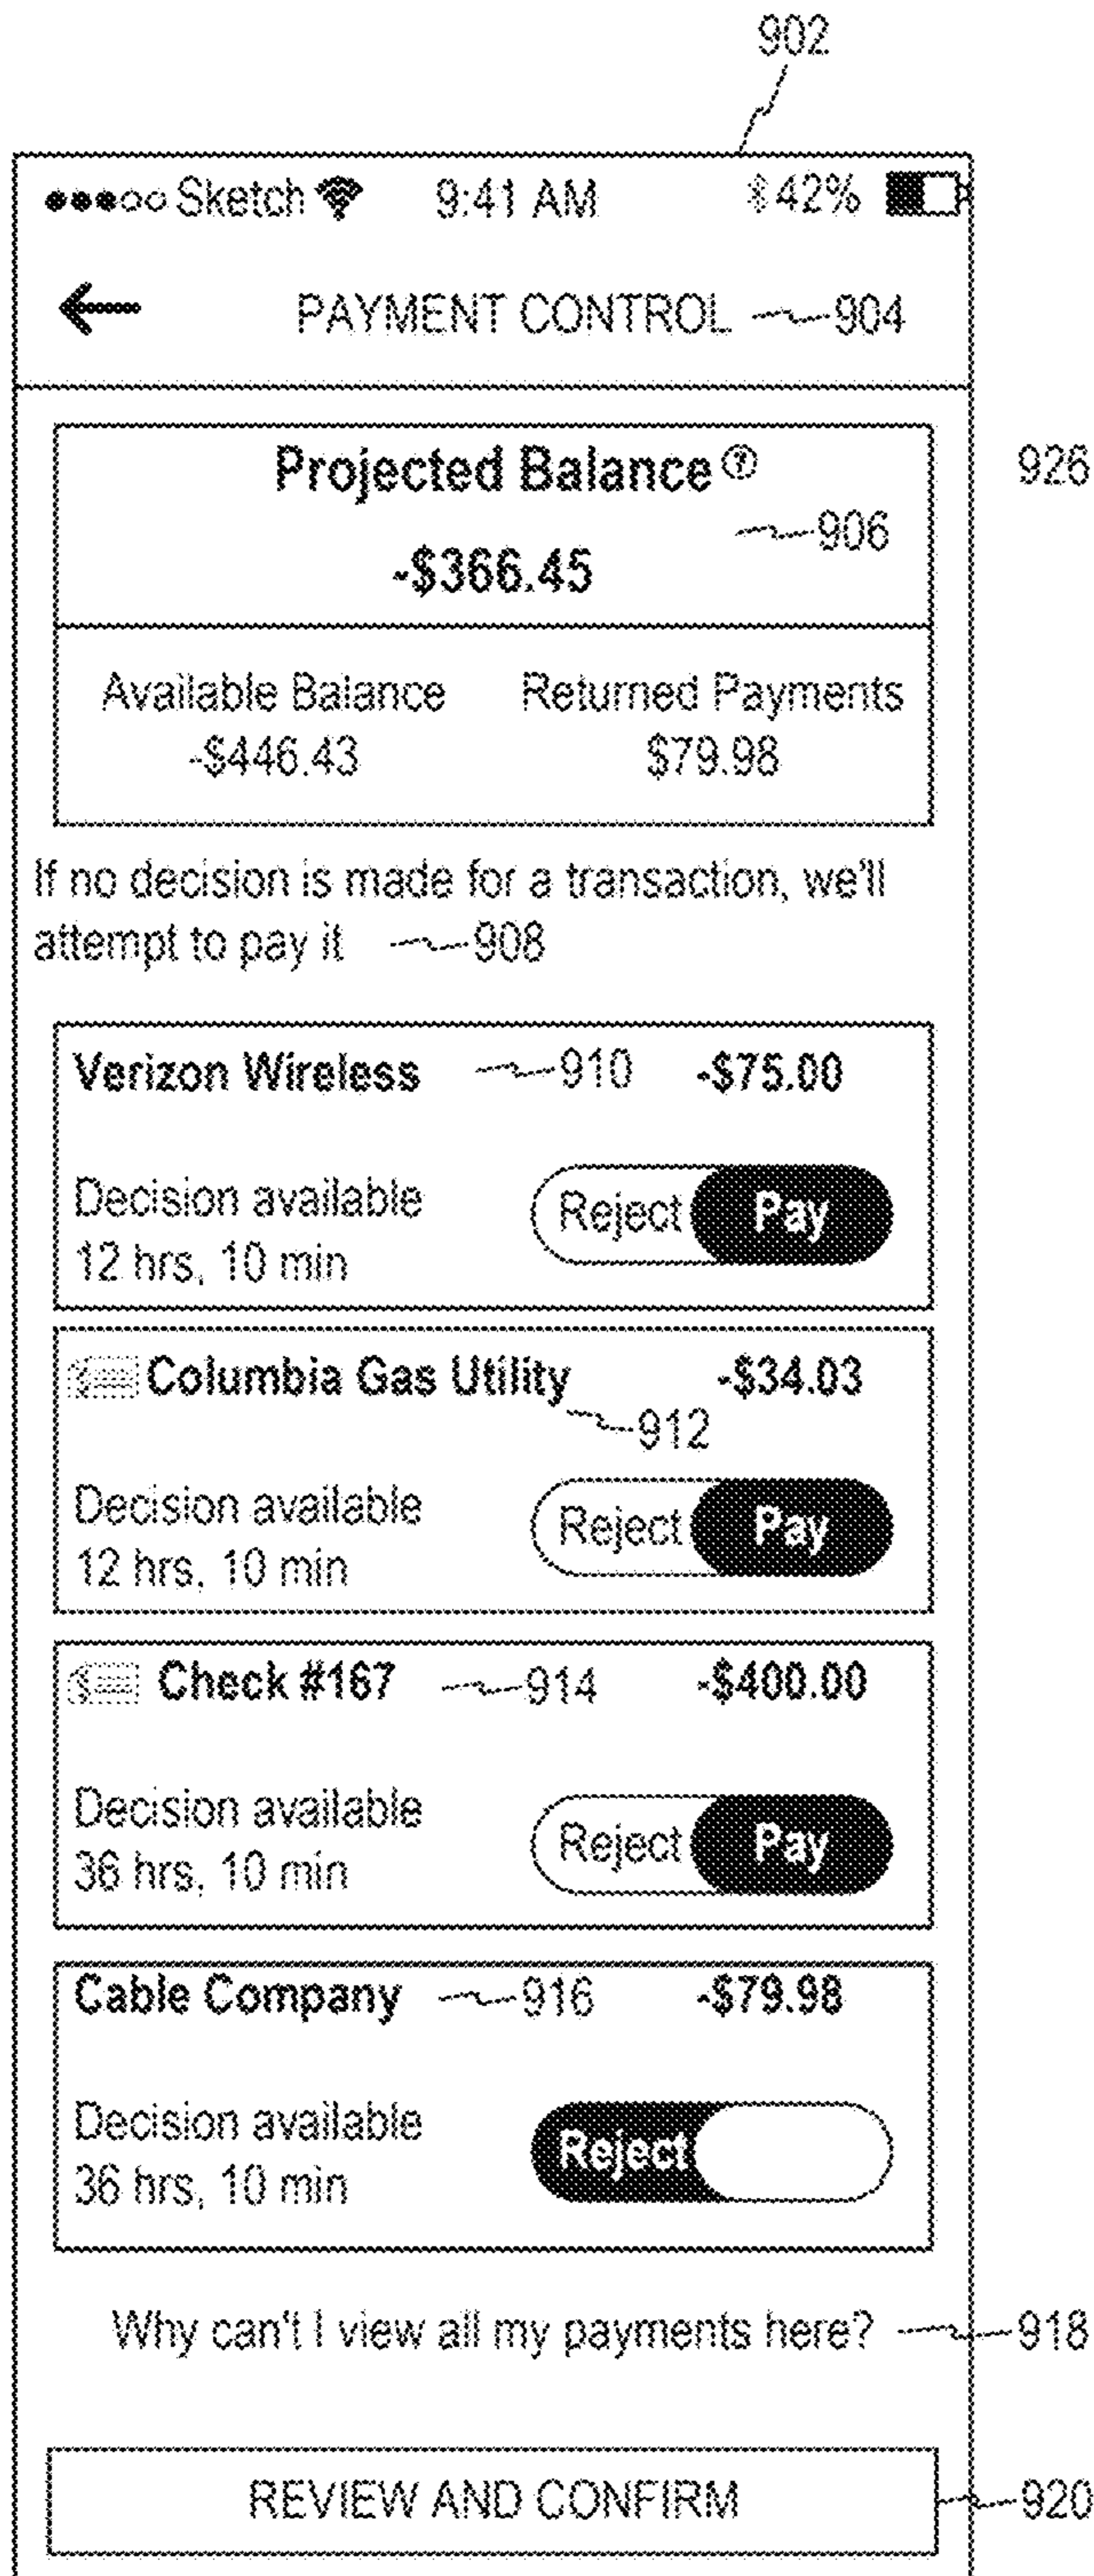 902
Sketch 9:41 AM 42%
PAYMENT CONTROL 904
Projected Balance ?
926
906
-$366.45
Available Balance Returned Payments
-$446.43 $79.98
If no decision is made for a transaction, we'll
attempt to pay it 908
Verizon Wireless 910 -$75.00
Decision available
Reject Pay
12 hrs, 10 min
$ Columbia Gas Utility -$34.03
912
Decision available
Reject Pay
12 hrs, 10 min
$ Check #167 914 -$400.00
Decision available
Reject Pay
36 hrs, 10 min
Cable Company 916 -$79.98
Decision available
Reject
36 hrs, 10 min
Why can't I view all my payments here? 918
REVIEW AND CONFIRM 920